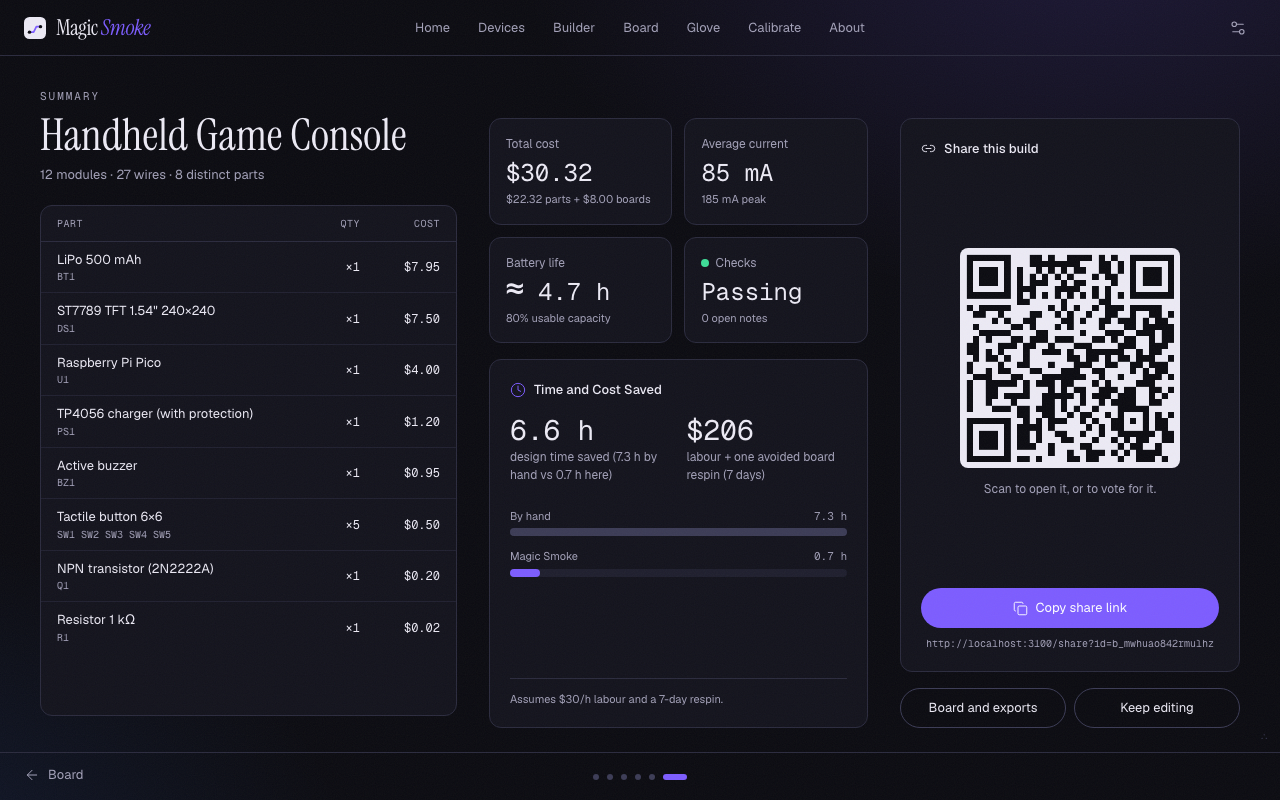 Magic Smoke
Home
Devices
Builder
Board
Glove
Calibrate
About
SUMMARY
Handheld Game Console
12 modules · 27 wires · 8 distinct parts
PART QTY COST
LiPo 500 mAh ×1 $7.95
BT1
ST7789 TFT 1.54" 240×240 ×1 $7.50
DS1
Raspberry Pi Pico ×1 $4.00
U1
TP4056 charger (with protection) ×1 $1.20
PS1
Active buzzer ×1 $0.95
BZ1
Tactile button 6×6 ×5 $0.50
SW1 SW2 SW3 SW4 SW5
NPN transistor (2N2222A) ×1 $0.20
Q1
Resistor 1 kΩ ×1 $0.02
R1
Total cost
$30.32
$22.32 parts + $8.00 boards
Average current
85 mA
185 mA peak
Battery life
≈ 4.7 h
80% usable capacity
Checks
Passing
0 open notes
Time and Cost Saved
6.6 h
design time saved (7.3 h by
hand vs 0.7 h here)
$206
labour + one avoided board
respin (7 days)
By hand 7.3 h
Magic Smoke 0.7 h
Assumes $30/h labour and a 7-day respin.
Share this build
Scan to open it, or to vote for it.
Copy share link
http://localhost:3100/share?id=b_mwhuao842rmulhz
Board and exports
Keep editing
Board